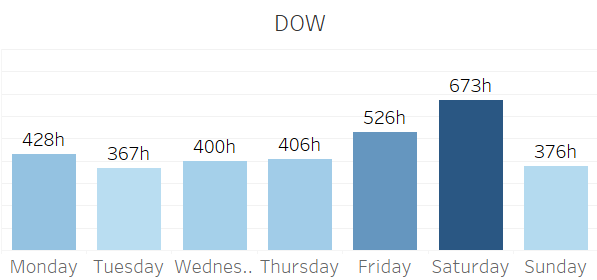 DOW
428h
367h
400h
406h
526h
673h
376h
Monday
Tuesday
Wednes..
Thursday
Friday
Saturday
Sunday